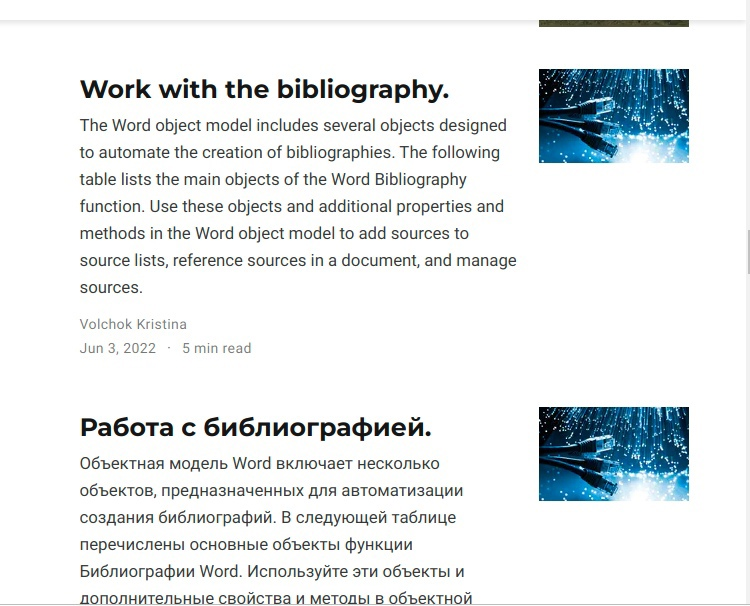 Work with the bibliography.
The Word object model includes several objects designed
to automate the creation of bibliographies. The following
table lists the main objects of the Word Bibliography
function. Use these objects and additional properties and
methods in the Word object model to add sources to
source lists, reference sources in a document, and manage
sources.
Volchok Kristina
Jun 3, 2022 · 5 min read
Работа с библиографией.
Объектная модель Word включает несколько
объектов, предназначенных для автоматизации
создания библиографий. В следующей таблице
перечислены основные объекты функции
Библиографии Word. Используйте эти объекты и
дополнительные свойства и методы в объектной